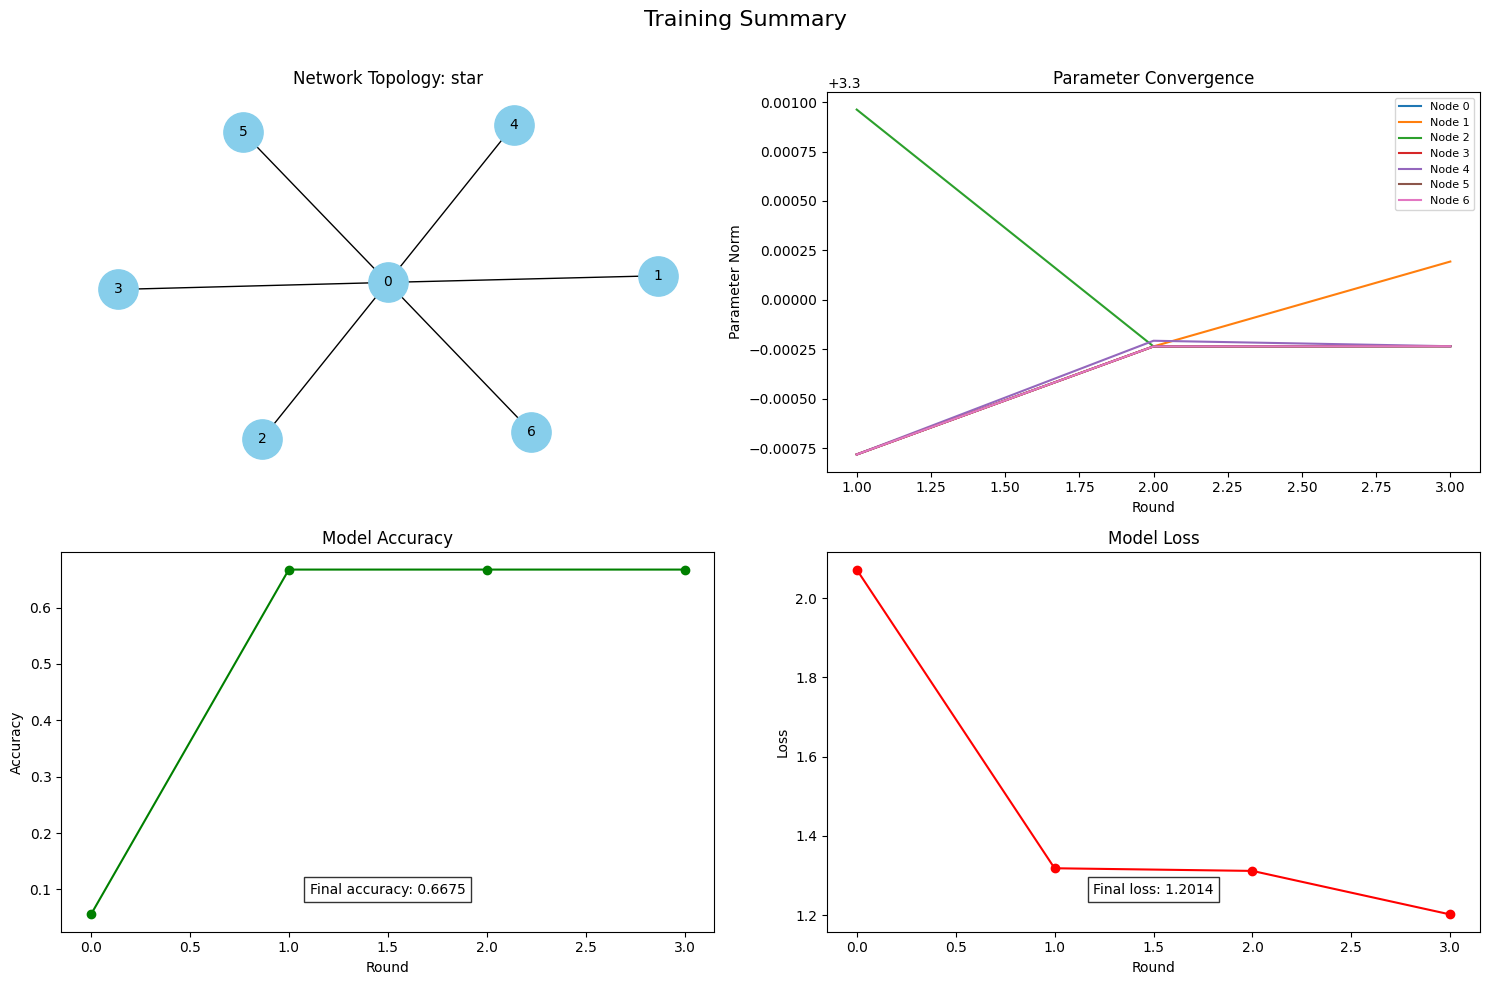 Training Summary
Network Topology: star
5
4
3
0
1
2
6
Parameter Convergence
+3.3
0.00100
0.00075
0.00050
0.00025
0.00000
−0.00025
−0.00050
−0.00075
Parameter Norm
Node 0
Node 1
Node 2
Node 3
Node 4
Node 5
Node 6
1.00 1.25 1.50 1.75 2.00 2.25 2.50 2.75 3.00
Round
Model Accuracy
0.6
0.5
0.4
0.3
0.2
0.1
Accuracy
Final accuracy: 0.6675
0.0 0.5 1.0 1.5 2.0 2.5 3.0
Round
Model Loss
2.0
1.8
1.6
1.4
1.2
Loss
Final loss: 1.2014
0.0 0.5 1.0 1.5 2.0 2.5 3.0
Round